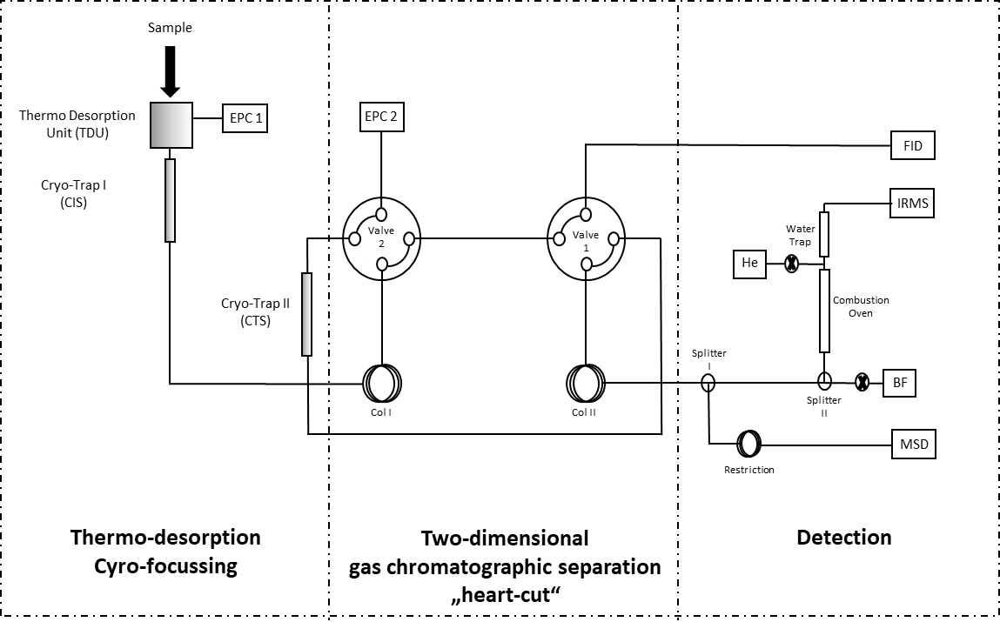 Sample
Thermo Desorption
Unit (TDU)
EPC 1
Cryo-Trap I
(CIS)
EPC 2
FID
IRMS
Water
Trap
Valve
2
Valve
1
He
Cryo-Trap II
(CTS)
Combustion
Oven
Splitter
I
Col I
Col II
Splitter
II
BF
MSD
Restriction
Thermo-desorption
Cyro-focussing
Two-dimensional
gas chromatographic separation
„heart-cut“
Detection